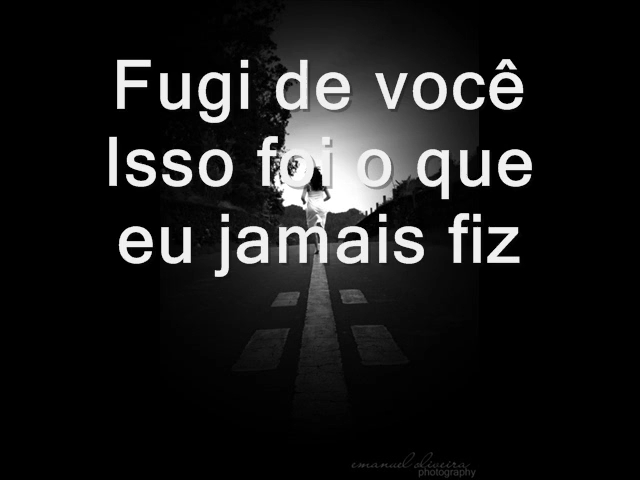 Fugi de você
Isso foi o que
eu jamais fiz
emanuel oliveira
photography